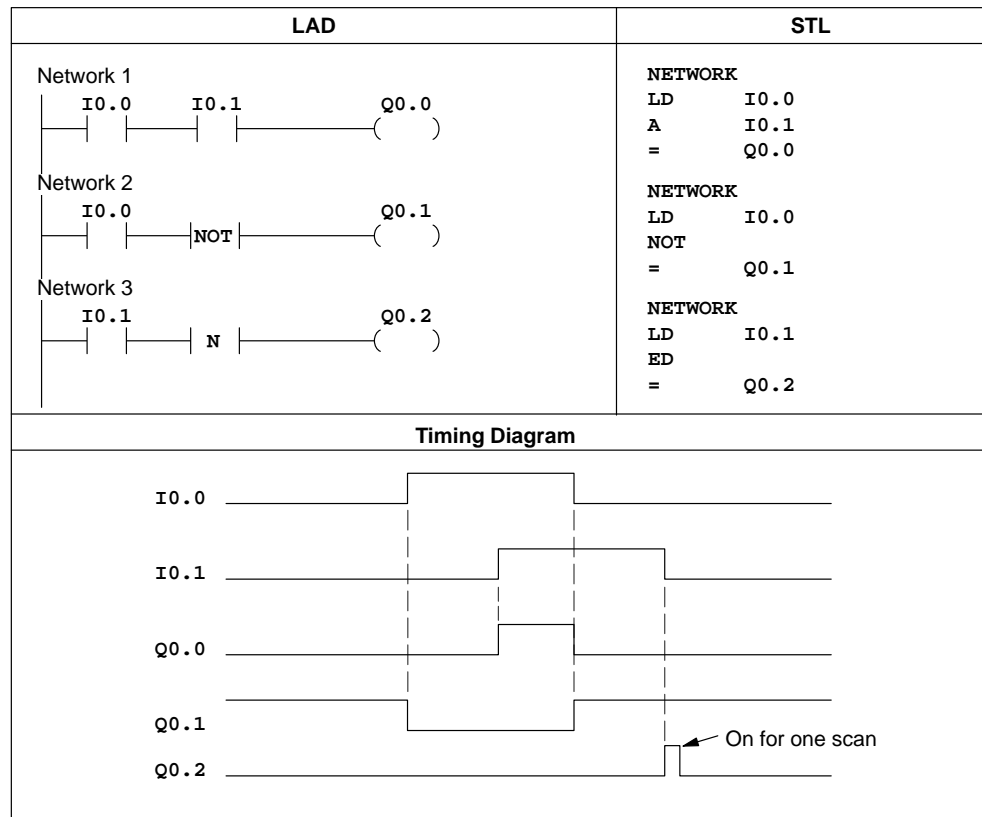 LAD
STL
Network 1
I0.0 I0.1 Q0.0
Network 2
I0.0 Q0.1
NOT
Network 3
I0.1 Q0.2
N
NETWORK
LD I0.0
A I0.1
= Q0.0
NETWORK
LD I0.0
NOT
= Q0.1
NETWORK
LD I0.1
ED
= Q0.2
Timing Diagram
I0.0
I0.1
Q0.0
Q0.1
On for one scan
Q0.2